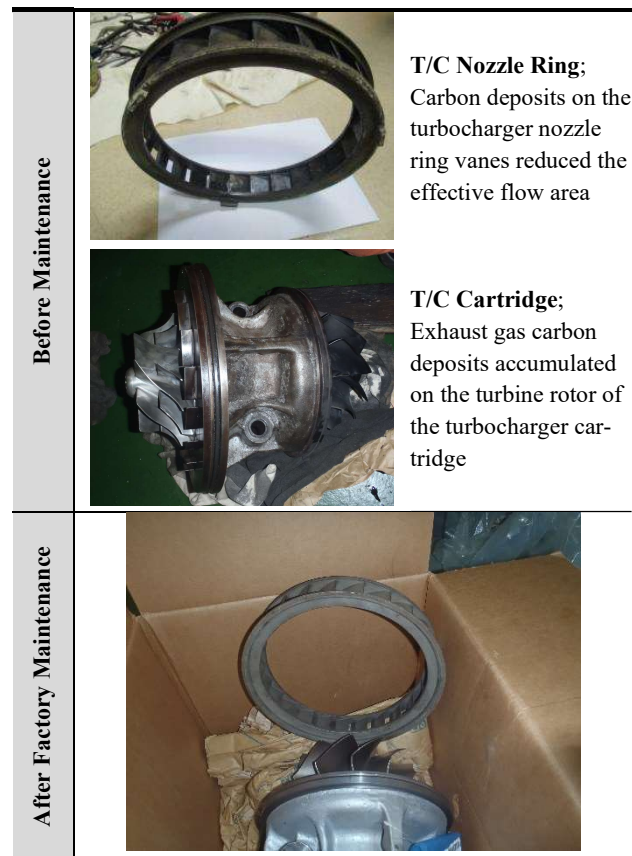 Before Maintenance
T/C Nozzle Ring;
Carbon deposits on the
turbocharger nozzle
ring vanes reduced the
effective flow area
T/C Cartridge;
Exhaust gas carbon
deposits accumulated
on the turbine rotor of
the turbocharger car-
tridge
After Factory Maintenance